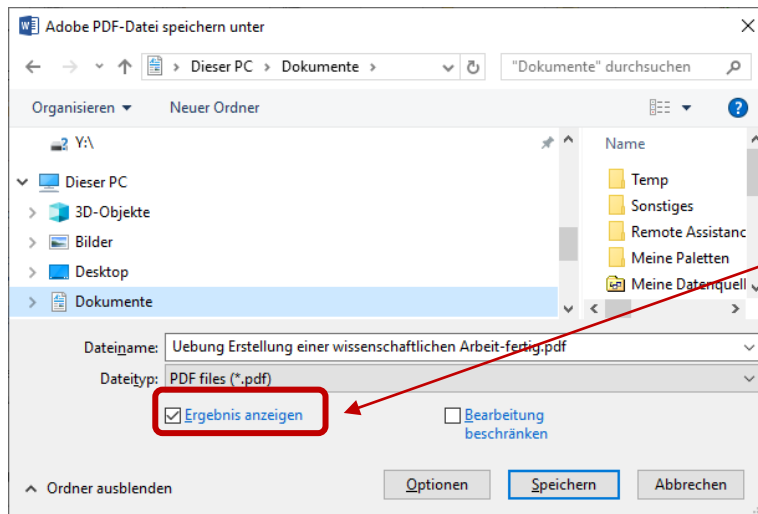 Adobe PDF-Datei speichern unter
Dieser PC > Dokumente >
"Dokumente" durchsuchen
Organisieren
Neuer Ordner
Y:\
Name
Dieser PC
3D-Objekte
Bilder
Desktop
Dokumente
Temp
Sonstiges
Remote Assistanc
Meine Paletten
Meine Datenquell
Dateiname: Uebung Erstellung einer wissenschaftlichen Arbeit-fertig.pdf
Dateityp: PDF files (*.pdf)
Ergebnis anzeigen
Bearbeitung
beschränken
Ordner ausblenden
Optionen
Speichern
Abbrechen